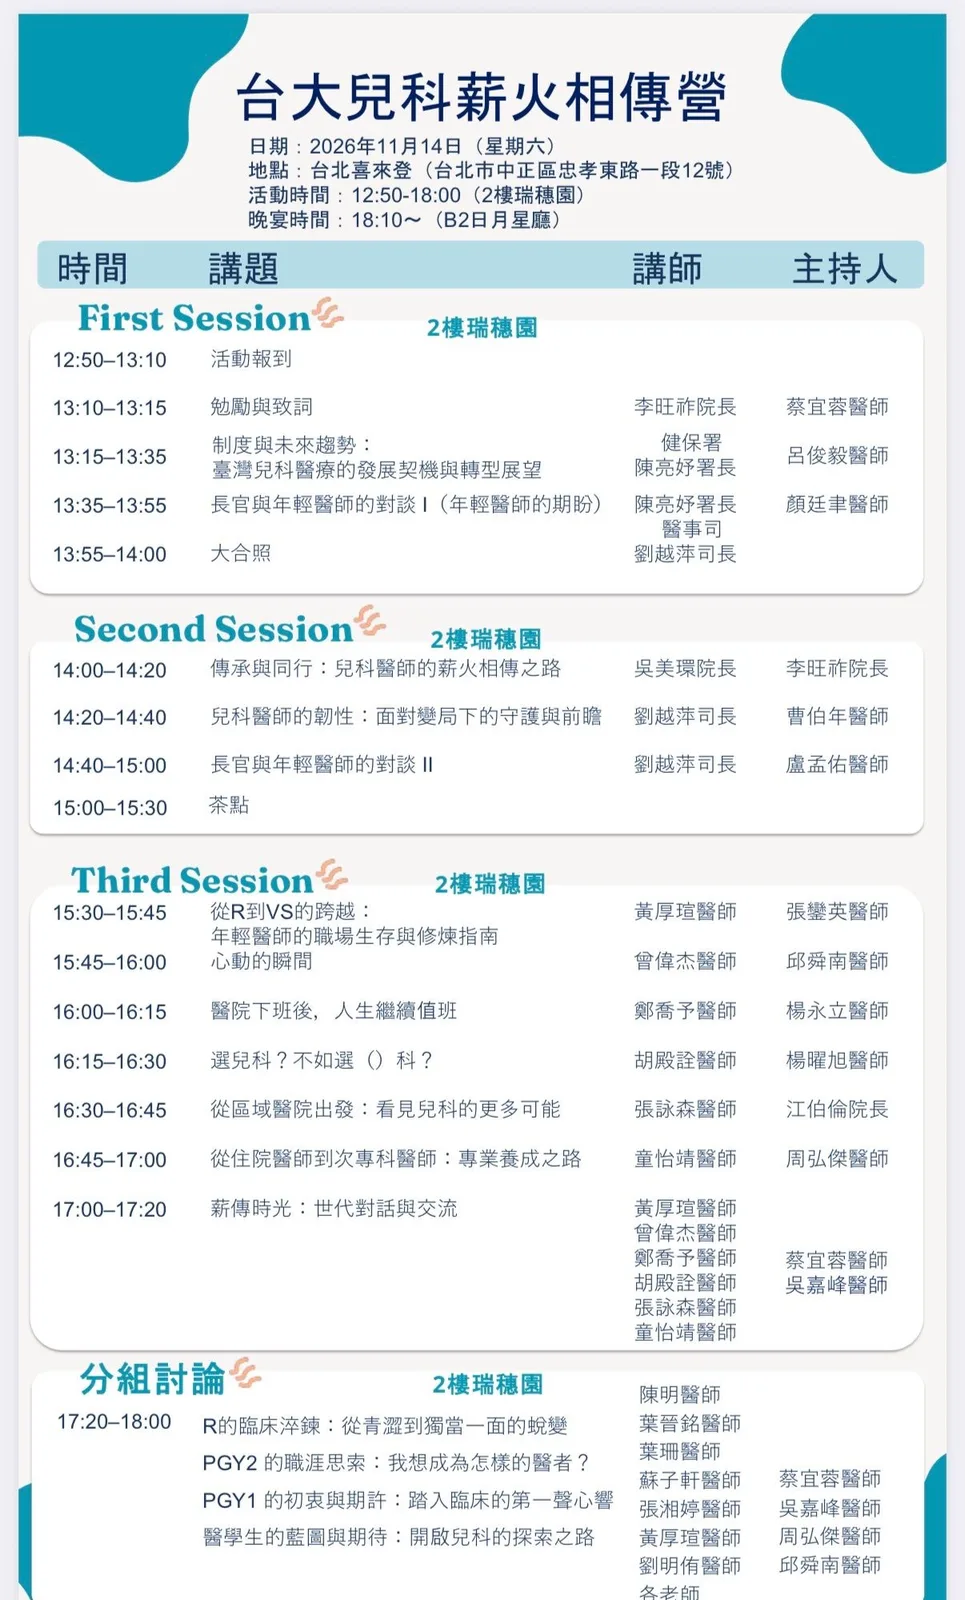 台大兒科薪火相傳營
日期：2026年11月14日（星期六）
地點：台北喜來登（台北市中正區忠孝東路一段12號）
活動時間：12:50-18:00（2樓瑞穗園）
晚宴時間：18:10～（B2日月星廳）
時間 講題 講師 主持人
First Session 2樓瑞穗園
12:50–13:10 活動報到
13:10–13:15 勉勵與致詞 李旺祚院長 蔡宜蓉醫師
13:15–13:35 制度與未來趨勢： 健保署 呂俊毅醫師
臺灣兒科醫療的發展契機與轉型展望 陳亮妤署長
13:35–13:55 長官與年輕醫師的對談 I（年輕醫師的期盼） 陳亮妤署長 顏廷聿醫師
醫事司
13:55–14:00 大合照 劉越萍司長
Second Session 2樓瑞穗園
14:00–14:20 傳承與同行：兒科醫師的薪火相傳之路 吳美環院長 李旺祚院長
14:20–14:40 兒科醫師的韌性：面對變局下的守護與前瞻 劉越萍司長 曹伯年醫師
14:40–15:00 長官與年輕醫師的對談 II 劉越萍司長 盧孟佑醫師
15:00–15:30 茶點
Third Session 2樓瑞穗園
15:30–15:45 從R到VS的跨越： 黃厚瑄醫師 張鑾英醫師
年輕醫師的職場生存與修煉指南
15:45–16:00 心動的瞬間 曾偉杰醫師 邱舜南醫師
16:00–16:15 醫院下班後，人生繼續值班 鄭喬予醫師 楊永立醫師
16:15–16:30 選兒科？不如選（）科？ 胡殿詮醫師 楊曜旭醫師
16:30–16:45 從區域醫院出發：看見兒科的更多可能 張詠森醫師 江伯倫院長
16:45–17:00 從住院醫師到次專科醫師：專業養成之路 童怡靖醫師 周弘傑醫師
17:00–17:20 薪傳時光：世代對話與交流 黃厚瑄醫師
曾偉杰醫師
鄭喬予醫師 蔡宜蓉醫師
胡殿詮醫師 吳嘉峰醫師
張詠森醫師
童怡靖醫師
分組討論 2樓瑞穗園
陳明醫師
17:20–18:00 R的臨床淬鍊：從青澀到獨當一面的蛻變 葉晉銘醫師
PGY2 的職涯思索：我想成為怎樣的醫者？ 葉珊醫師
蘇子軒醫師 蔡宜蓉醫師
PGY1 的初衷與期許：踏入臨床的第一聲心響 張湘婷醫師 吳嘉峰醫師
醫學生的藍圖與期待：開啟兒科的探索之路 黃厚瑄醫師 周弘傑醫師
劉明侑醫師 邱舜南醫師
各老師